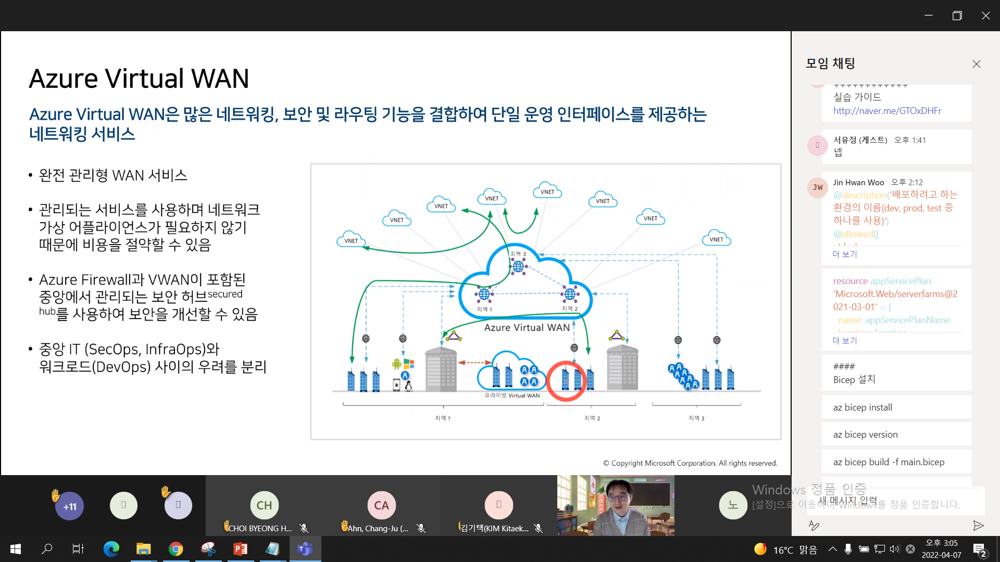 Azure Virtual WAN
Azure Virtual WAN은 많은 네트워킹, 보안 및 라우팅 기능을 결합하여 단일 운영 인터페이스를 제공하는
네트워킹 서비스
• 완전 관리형 WAN 서비스
• 관리되는 서비스를 사용하며 네트워크
가상 어플라이언스가 필요하지 않기
때문에 비용을 절약할 수 있음
• Azure Firewall과 VWAN이 포함된
중앙에서 관리되는 보안 허브secured
hub를 사용하여 보안을 개선할 수 있음
• 중앙 IT (SecOps, InfraOps)와
워크로드(DevOps) 사이의 우려를 분리
VNET
VNET
VNET
VNET
VNET
VNET
VNET
VNET
지역 3
지역 1
지역 2
Azure Virtual WAN
프라이빗 Virtual WAN
지역 1
지역 2
지역 3
© Copyright Microsoft Corporation. All rights reserved.
모임 채팅
실습 가이드
http://naver.me/GTOxDHFr
서유정 (게스트) 오후 1:41
넵
JW
Jin Hwan Woo 오후 2:12
@description('배포하려고 하는
환경의 이름(dev, prod, test 중
하나를 사용)')
@allowed([
더 보기
resource appServicePlan
'Microsoft.Web/serverfarms@2
021-03-01' = {
name: appServicePlanName
location: location
더 보기
####
Bicep 설치
az bicep install
az bicep version
az bicep build -f main.bicep
새 메시지 입력
Windows 정품 인증
[설정]으로 이동하여 Windows를 정품 인증합니다.
+11
CH
CHOI BYEONG H...
CA
Ahn, Chang-Ju (...
김기택(KIM Kitaek...
노
16°C 맑음
오후 3:05
2022-04-07
2